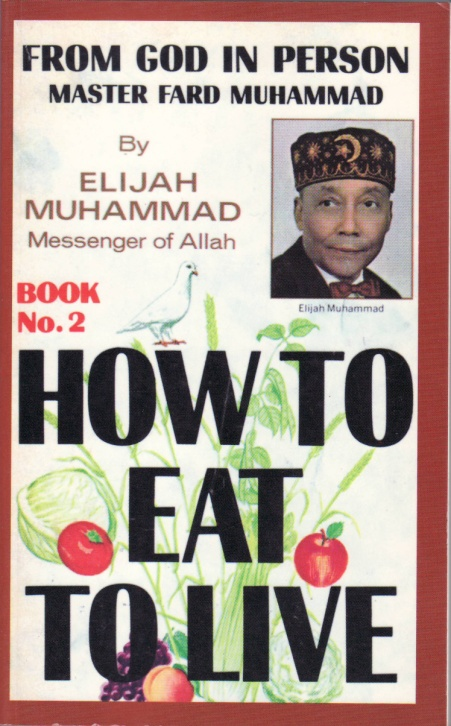 FROM GOD IN PERSON
MASTER FARD MUHAMMAD
By
ELIJAH
MUHAMMAD
Messenger of Allah
Elijah Muhammad
BOOK
No. 2
HOW TO
EAT
TO LIVE